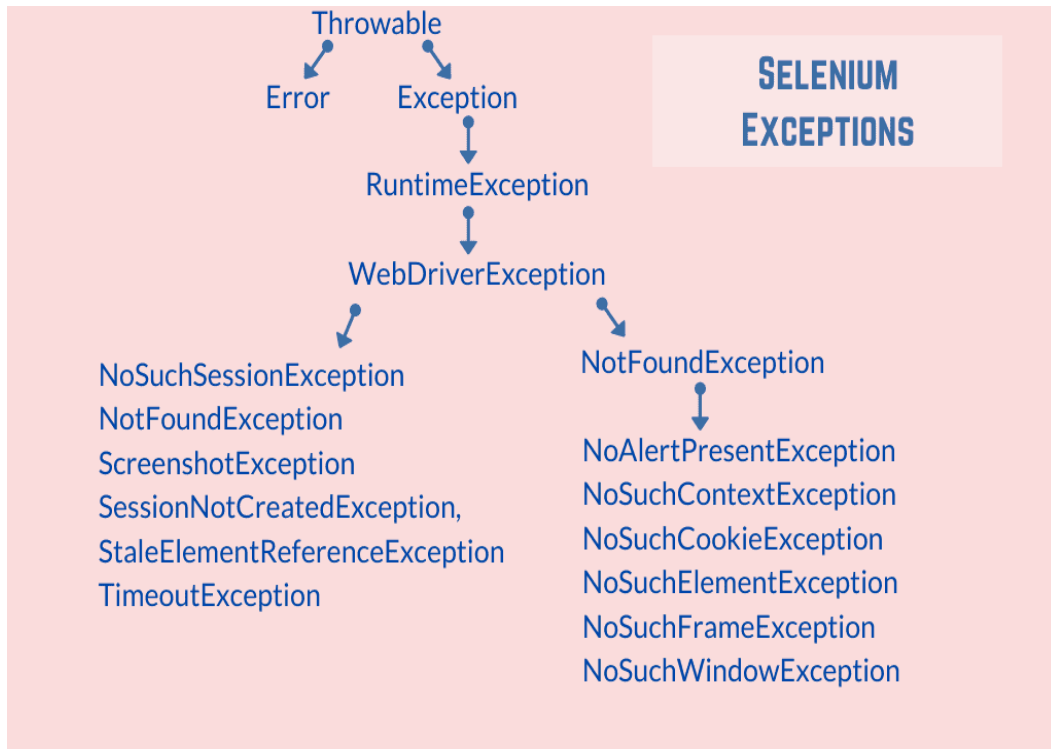 Throwable
SELENIUM
EXCEPTIONS
Error
Exception
RuntimeException
WebDriverException
NoSuchSessionException
NotFoundException
ScreenshotException
SessionNotCreatedException,
StaleElementReferenceException
TimeoutException
NotFoundException
NoAlertPresentException
NoSuchContextException
NoSuchCookieException
NoSuchElementException
NoSuchFrameException
NoSuchWindowException